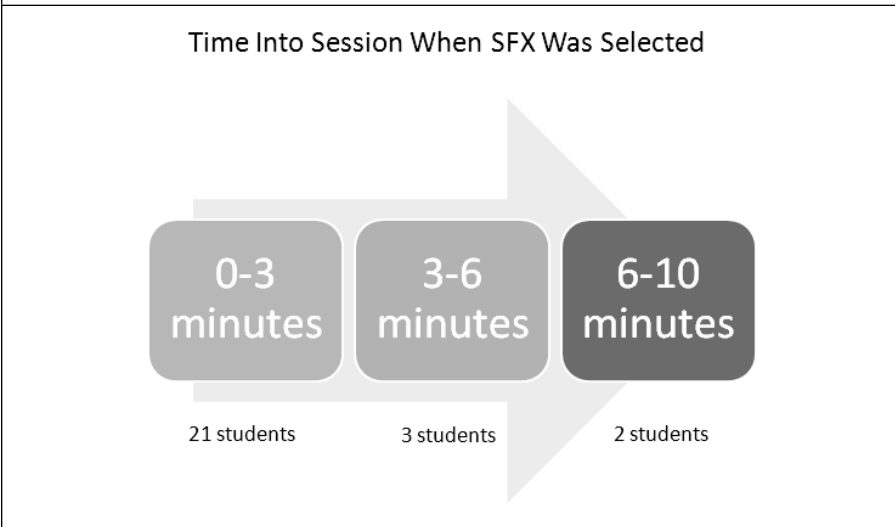 Time Into Session When SFX Was Selected
0-3
minutes
3-6
minutes
6-10
minutes
21 students
3 students
2 students